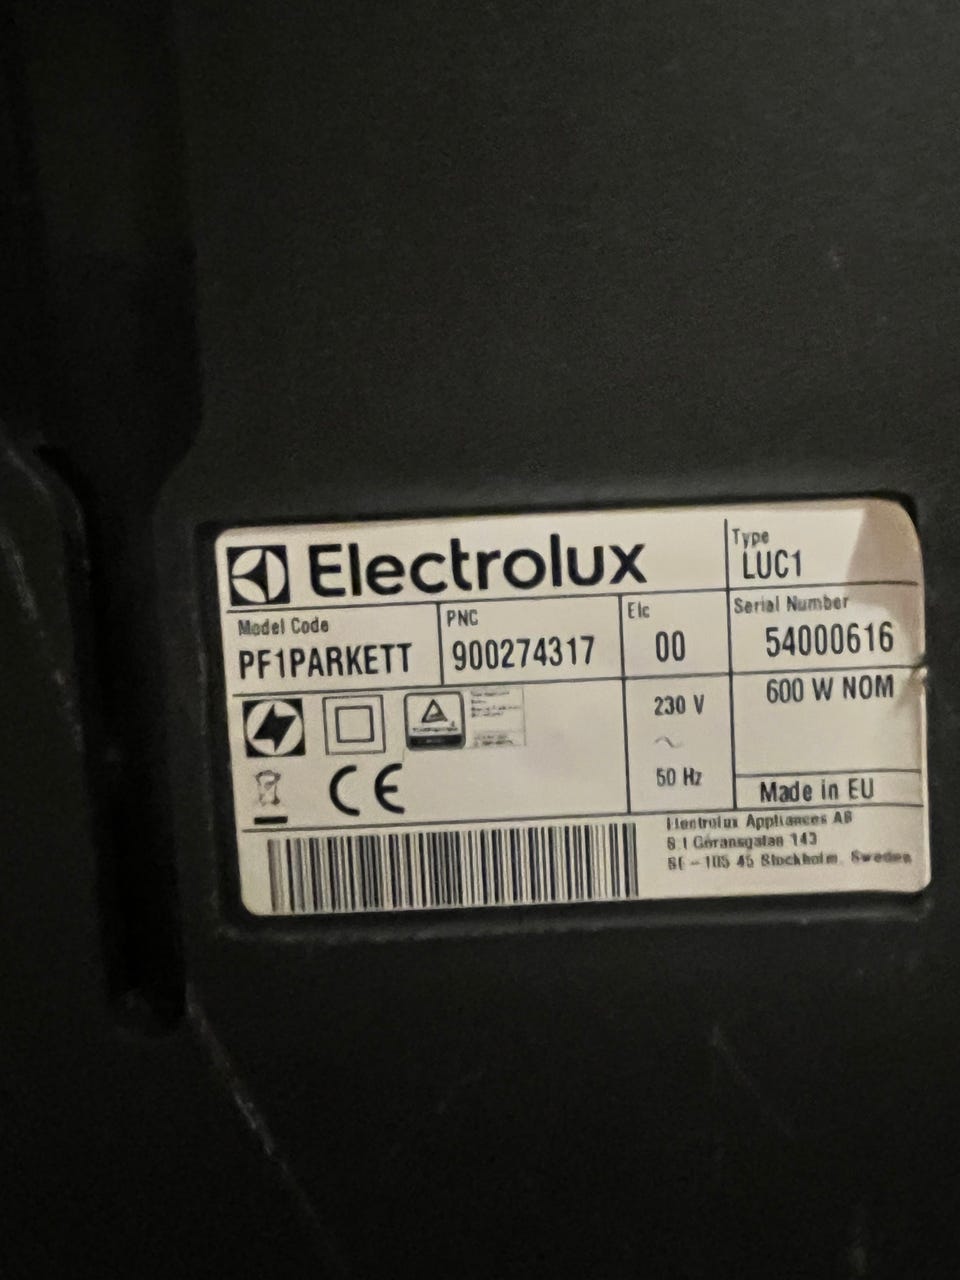 Electrolux
Type
LUC1
Model Code
PF1PARKETT
PNC
900274317
Elc
00
Serial Number
54000616
230 V
50 Hz
600 W NOM
Made in EU
CE
Electrolux Appliances AB
S:t Göransgatan 143
SE - 105 45 Stockholm, Sweden